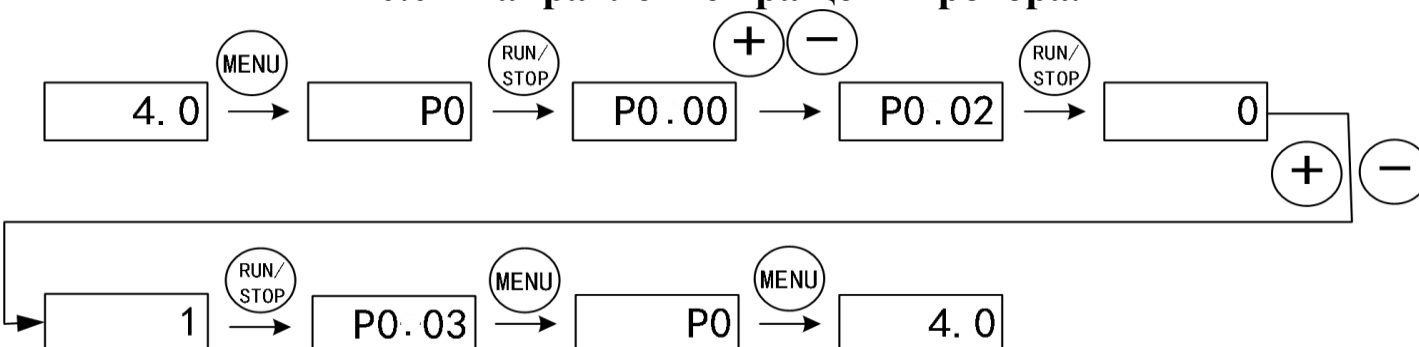 MENU
RUN/
STOP
+ −
RUN/
STOP
4.0
P0
P0.00
P0.02
0
+ −
RUN/
STOP
MENU
MENU
1
P0.03
P0
4.0